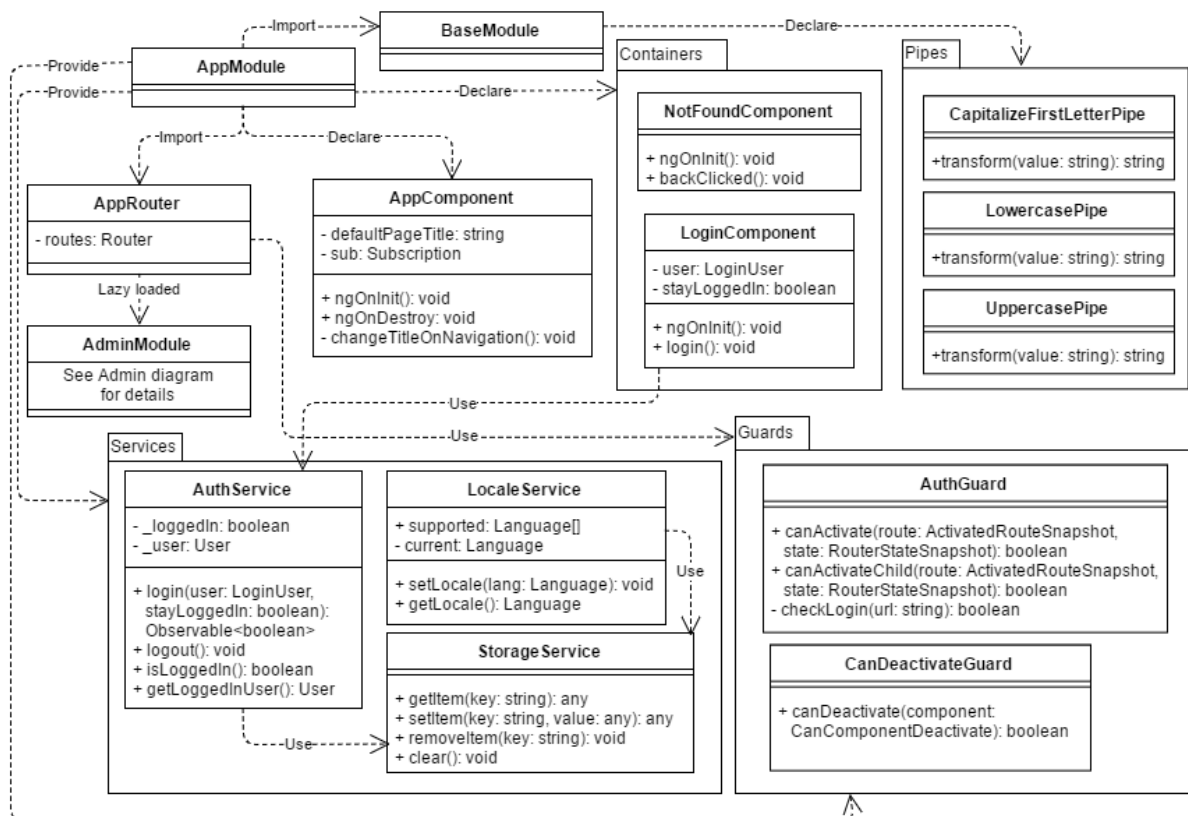 Import
BaseModule
Declare
Provide
AppModule
Provide
Declare
Import
Declare
Containers
NotFoundComponent
+ ngOnInit(): void
+ backClicked(): void
LoginComponent
- user: LoginUser
- stayLoggedIn: boolean
+ ngOnInit(): void
+ login(): void
Pipes
CapitalizeFirstLetterPipe
+transform(value: string): string
LowercasePipe
+transform(value: string): string
UppercasePipe
+transform(value: string): string
AppRouter
- routes: Router
Lazy loaded
AdminModule
See Admin diagram
for details
AppComponent
- defaultPageTitle: string
- sub: Subscription
+ ngOnInit(): void
+ ngOnDestroy: void
- changeTitleOnNavigation(): void
Use
Use
Services
AuthService
- _loggedIn: boolean
- _user: User
+ login(user: LoginUser,
stayLoggedIn: boolean):
Observable<boolean>
+ logout(): void
+ isLoggedIn(): boolean
+ getLoggedInUser(): User
LocaleService
+ supported: Language[]
- current: Language
+ setLocale(lang: Language): void
+ getLocale(): Language
Use
StorageService
+ getItem(key: string): any
+ setItem(key: string, value: any): any
+ removeItem(key: string): void
+ clear(): void
Use
Guards
AuthGuard
+ canActivate(route: ActivatedRouteSnapshot,
state: RouterStateSnapshot): boolean
+ canActivateChild(route: ActivatedRouteSnapshot,
state: RouterStateSnapshot): boolean
- checkLogin(url: string): boolean
CanDeactivateGuard
+ canDeactivate(component:
CanComponentDeactivate): boolean